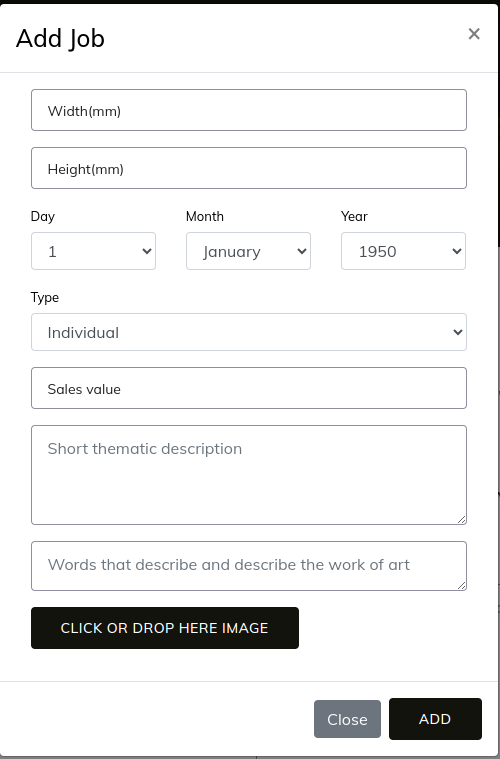 Add Job
×
Width(mm)
Height(mm)
Day Month Year
1 January 1950
Type
Individual
Sales value
Short thematic description
Words that describe and describe the work of art
CLICK OR DROP HERE IMAGE
Close ADD